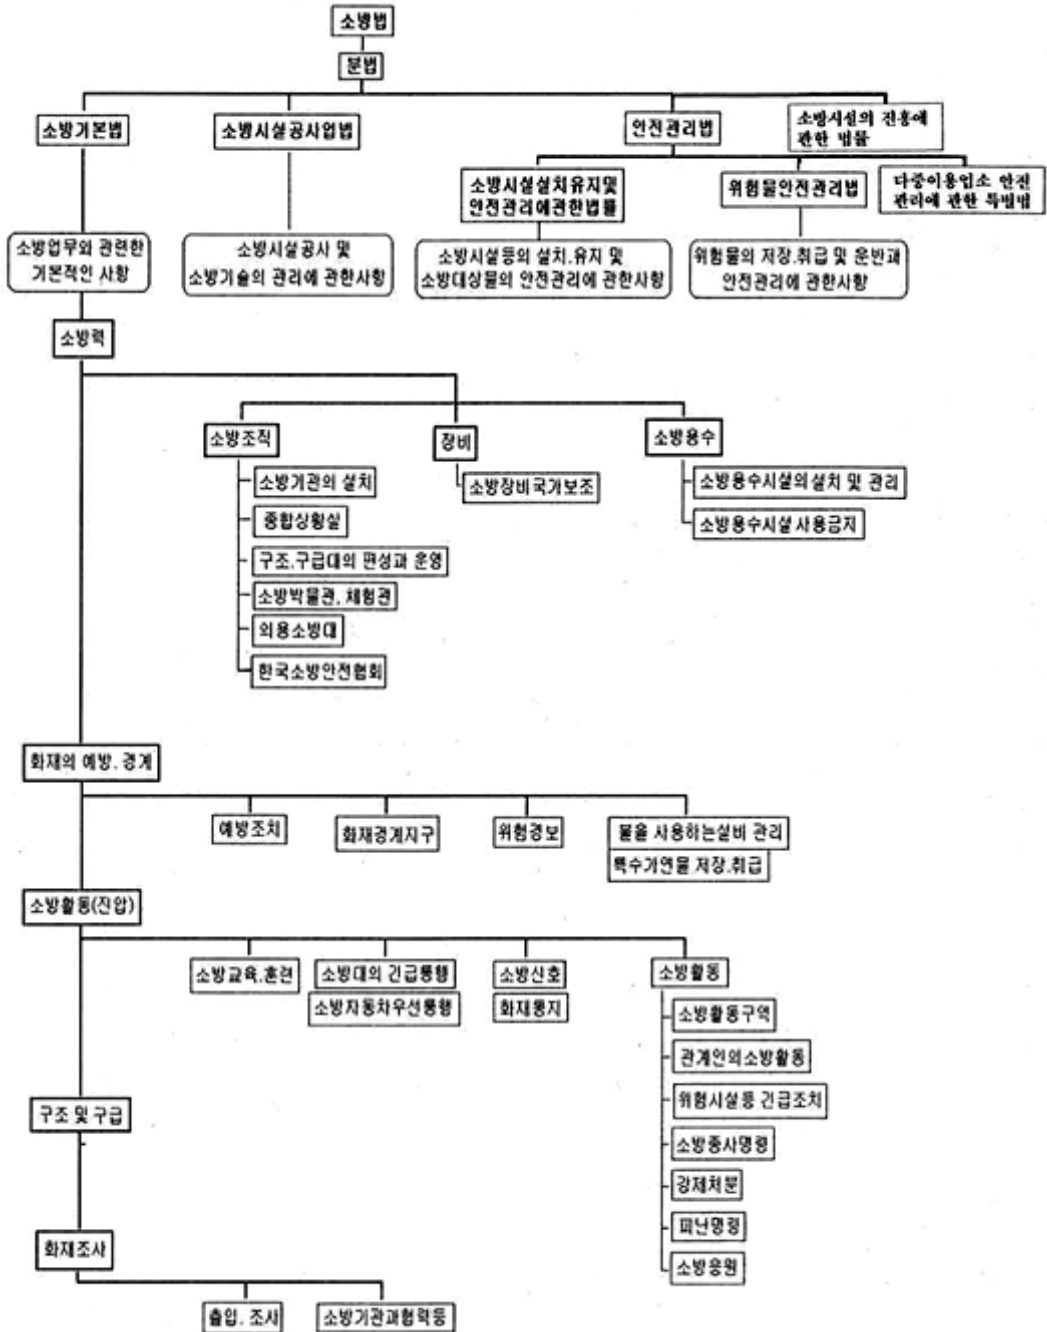 소방법
분법
소방기본법
소방시설공사업법
안전관리법
소방시설의 진흥에
관한 법률
소방시설설치유지및
안전관리에관한법률
위험물안전관리법
다중이용업소 안전
관리에 관한 특별법
소방업무와 관련한
기본적인 사항
소방시설공사 및
소방기술의 관리에 관한사항
소방시설등의 설치.유지 및
소방대상물의 안전관리에 관한사항
위험물의 저장.취급 및 운반과
안전관리에 관한사항
소방력
소방조직
장비
소방용수
소방기관의 설치
종합상황실
구조.구급대의 편성과 운영
소방박물관, 체험관
의용소방대
한국소방안전협회
소방장비국가보조
소방용수시설의 설치 및 관리
소방용수시설 사용금지
화재의 예방. 경계
예방조치
화재경계지구
위험경보
불을 사용하는설비 관리
특수가연물 저장.취급
소방활동(진압)
소방교육.훈련
소방대의 긴급통행
소방자동차우선통행
소방신호
화재통지
소방활동
소방활동구역
관계인의소방활동
위험시설등 긴급조치
소방종사명령
강제처분
피난명령
소방응원
구조 및 구급
화재조사
출입. 조사
소방기관과협력등